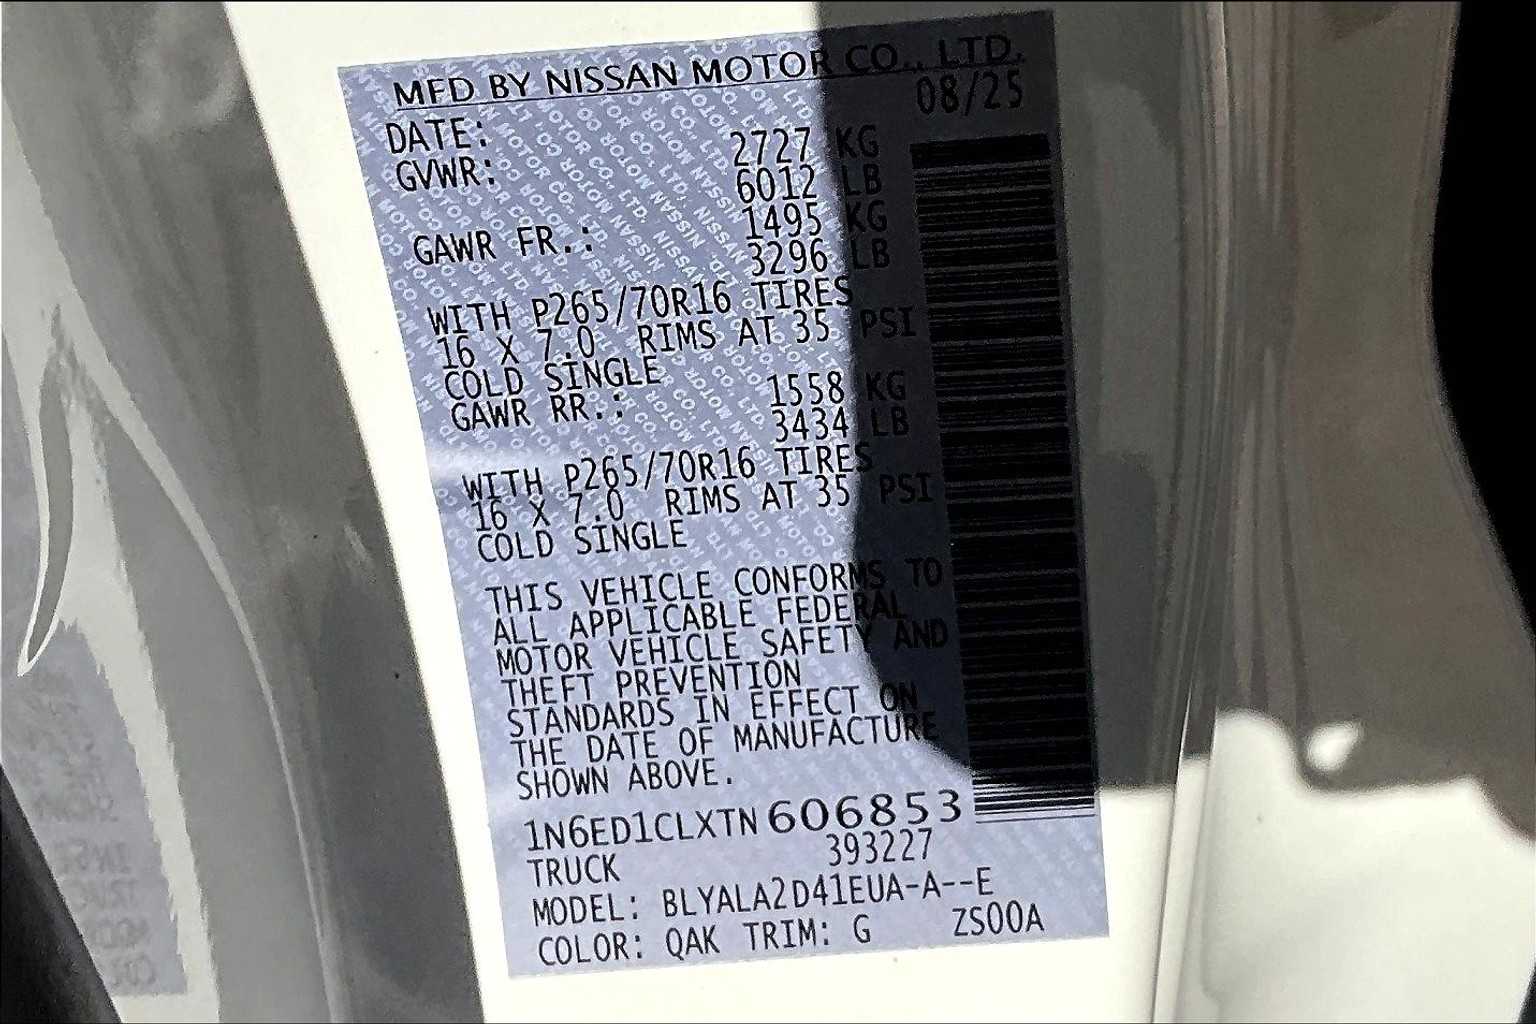 MFD BY NISSAN MOTOR CO., LTD.
DATE: 08/25
GVWR: 2727 KG
6012 LB
GAWR FR.: 1495 KG
3296 LB
WITH P265/70R16 TIRES
16 X 7.0 RIMS AT 35 PSI
COLD SINGLE
GAWR RR.: 1558 KG
3434 LB
WITH P265/70R16 TIRES
16 X 7.0 RIMS AT 35 PSI
COLD SINGLE
THIS VEHICLE CONFORMS TO
ALL APPLICABLE FEDERAL
MOTOR VEHICLE SAFETY AND
THEFT PREVENTION
STANDARDS IN EFFECT ON
THE DATE OF MANUFACTURE
SHOWN ABOVE.
1N6ED1CLXTN606853
TRUCK 393227
MODEL: BLYALA2D41EUA-A--E
COLOR: QAK TRIM: G ZS00A